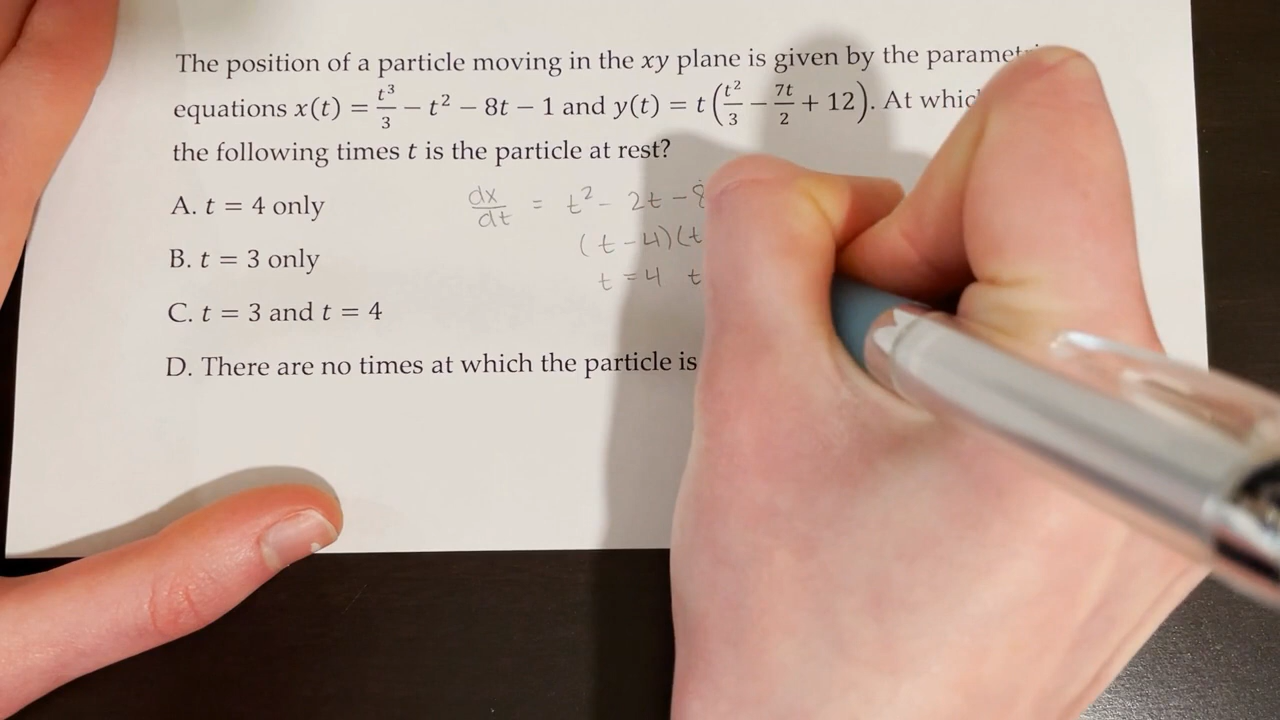 The position of a particle moving in the xy plane is given by the
equations x(t) = t³/3 − t² − 8t − 1 and y(t) = t(t²/3 − 7t/2 + 12). At
the following times t is the particle at rest?
A. t = 4 only
B. t = 3 only
C. t = 3 and t = 4
D. There are no times at which the particle is
dx/dt = t² − 2t − 8
(t − 4)(t
t = 4 t